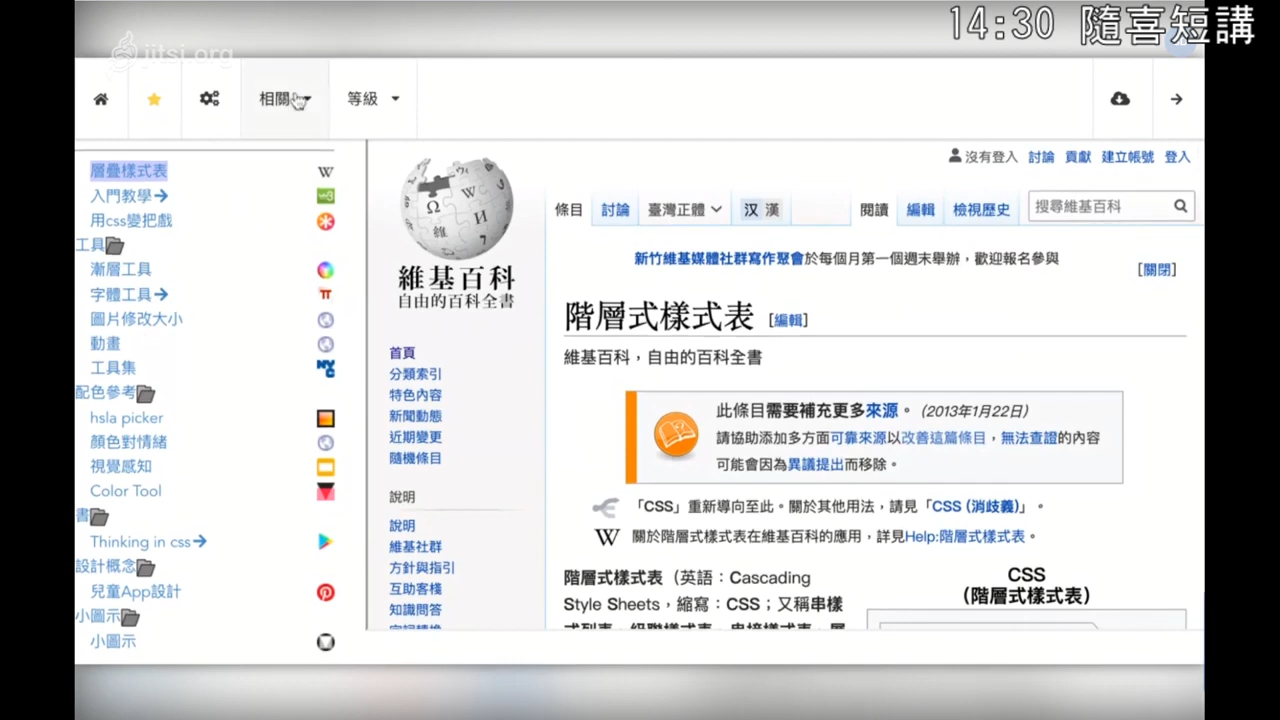 14:30 隨喜短講
jitsi.org
相關
等級
層疊樣式表
入門教學
用css變把戲
工具
漸層工具
字體工具
圖片修改大小
動畫
工具集
配色參考
hsla picker
顏色對情緒
視覺感知
Color Tool
書
Thinking in css
設計概念
兒童App設計
小圖示
小圖示
維基百科
自由的百科全書
首頁
分類索引
特色內容
新聞動態
近期變更
隨機條目
說明
說明
維基社群
方針與指引
互助客棧
知識問答
字詞轉換
沒有登入 討論 貢獻 建立帳號 登入
條目 討論 臺灣正體 汉 漢 閱讀 編輯 檢視歷史 搜尋維基百科
新竹維基媒體社群寫作聚會於每個月第一個週末舉辦，歡迎報名參與
[關閉]
階層式樣式表 [編輯]
維基百科，自由的百科全書
此條目需要補充更多來源。 (2013年1月22日)
請協助添加多方面可靠來源以改善這篇條目，無法查證的內容
可能會因為異議提出而移除。
「CSS」重新導向至此。關於其他用法，請見「CSS (消歧義)」。
關於階層式樣式表在維基百科的應用，詳見Help:階層式樣式表。
階層式樣式表（英語：Cascading
Style Sheets，縮寫：CSS；又稱串樣
式列表、級聯樣式表、串接樣式表、層
CSS
（階層式樣式表）